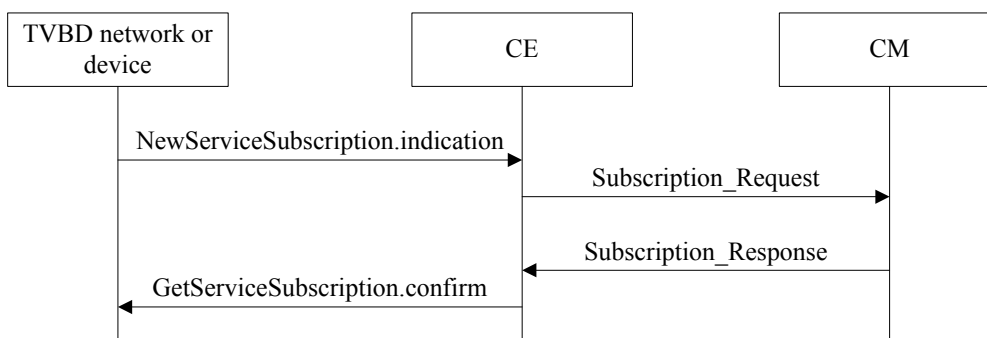 TVBD network or
device
CE
CM
NewServiceSubscription.indication
Subscription_Request
Subscription_Response
GetServiceSubscription.confirm